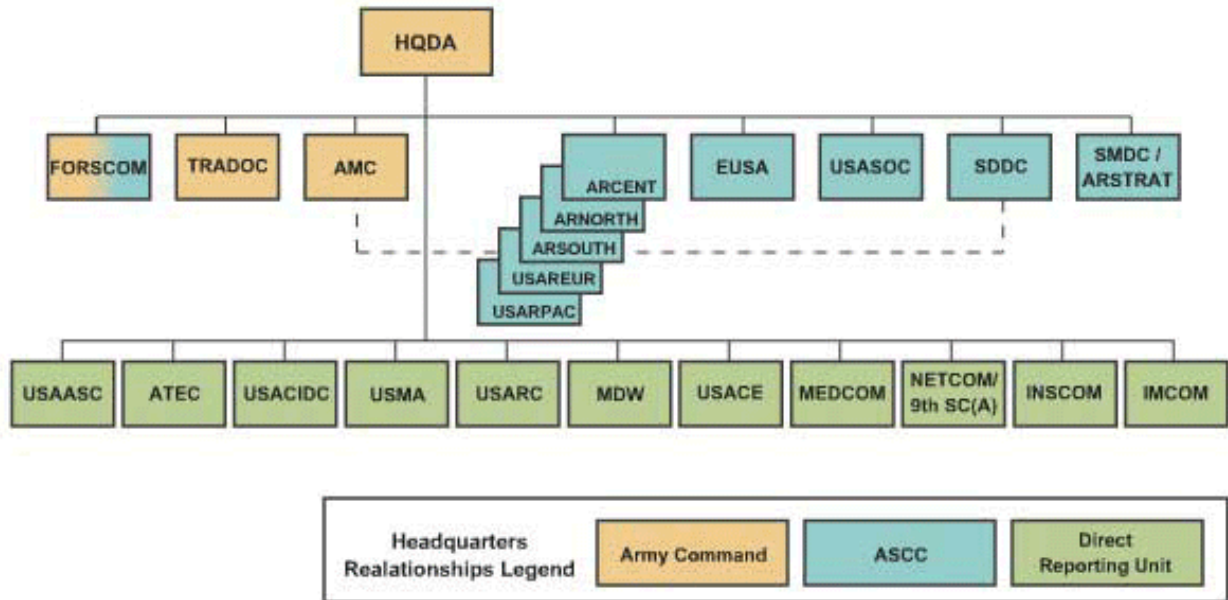 HQDA
FORSCOM
TRADOC
AMC
ARCENT
ARNORTH
ARSOUTH
USAREUR
USARPAC
EUSA
USASOC
SDDC
SMDC /
ARSTRAT
USAASC
ATEC
USACIDC
USMA
USARC
MDW
USACE
MEDCOM
NETCOM/
9th SC(A)
INSCOM
IMCOM
Headquarters
Realationships Legend
Army Command
ASCC
Direct
Reporting Unit